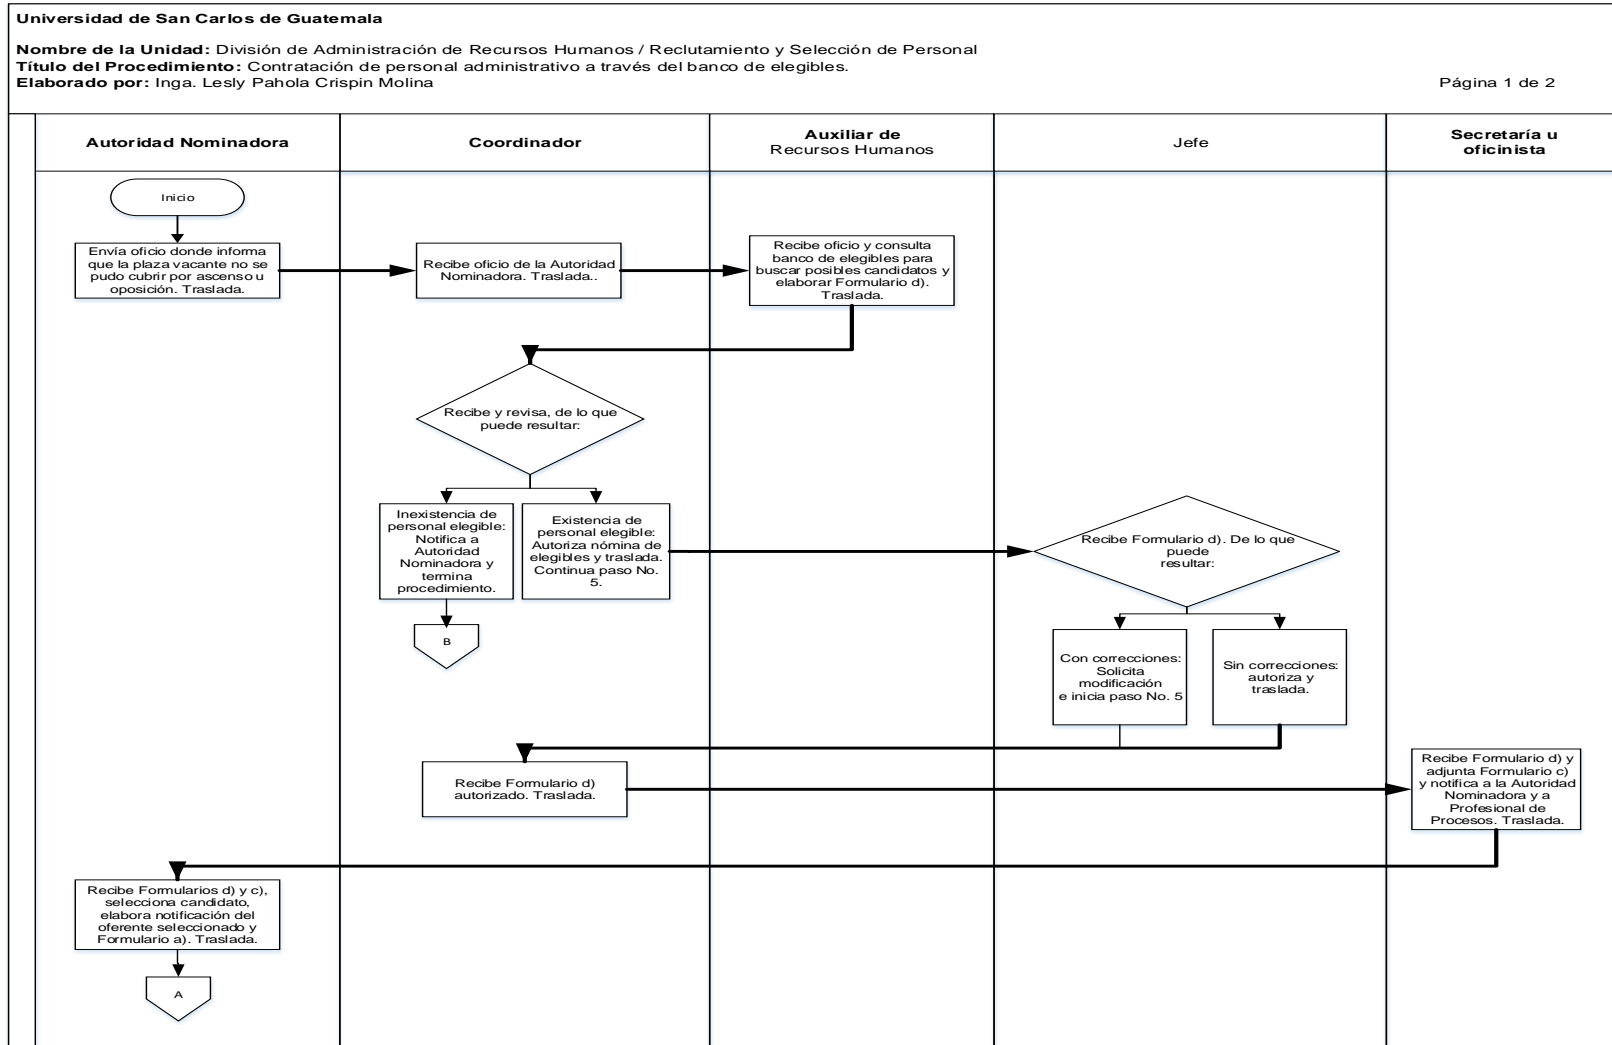 Universidad de San Carlos de Guatemala
Nombre de la Unidad: División de Administración de Recursos Humanos / Reclutamiento y Selección de Personal
Título del Procedimiento: Contratación de personal administrativo a través del banco de elegibles.
Elaborado por: Inga. Lesly Pahola Crispin Molina
Página 1 de 2
Autoridad Nominadora
Coordinador
Auxiliar de
Recursos Humanos
Jefe
Secretaría u
oficinista
Inicio
Envía oficio donde informa
que la plaza vacante no se
pudo cubrir por ascenso u
oposición. Traslada.
Recibe oficio de la Autoridad
Nominadora. Traslada..
Recibe oficio y consulta
banco de elegibles para
buscar posibles candidatos y
elaborar Formulario d).
Traslada.
Recibe y revisa, de lo que
puede resultar:
Inexistencia de
personal elegible:
Notifica a
Autoridad
Nominadora y
termina
procedimiento.
Existencia de
personal elegible:
Autoriza nómina de
elegibles y traslada.
Continua paso No.
5.
Recibe Formulario d). De lo que
puede
resultar:
B
Con correcciones:
Solicita
modificación
e inicia paso No. 5
Sin correcciones:
autoriza y
traslada.
Recibe Formulario d)
autorizado. Traslada.
Recibe Formulario d) y
adjunta Formulario c)
y notifica a la Autoridad
Nominadora y a
Profesional de
Procesos. Traslada.
Recibe Formularios d) y c),
selecciona candidato,
elabora notificación del
oferente seleccionado y
Formulario a). Traslada.
A